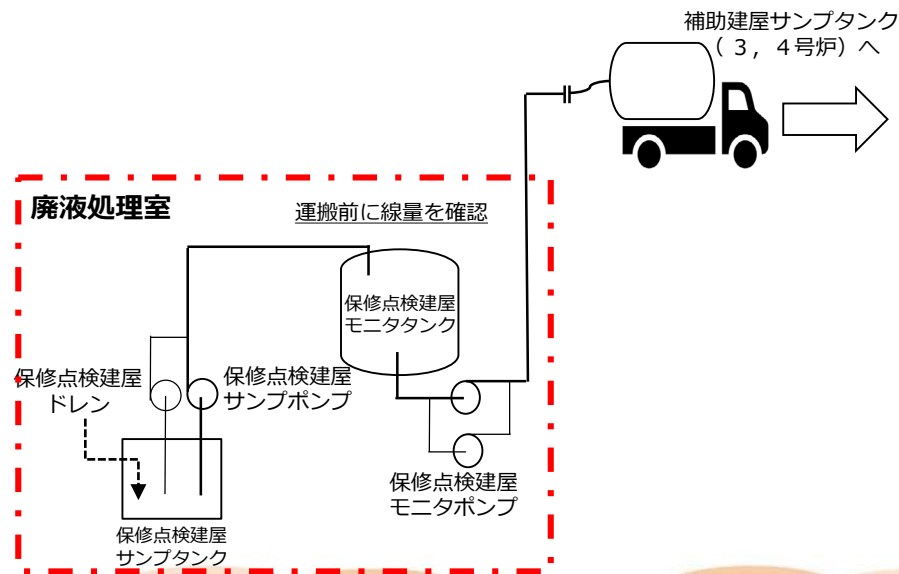 補助建屋サンプタンク
（３，４号炉）へ
廃液処理室
運搬前に線量を確認
保修点検建屋
モニタタンク
保修点検建屋
ドレン
保修点検建屋
サンプポンプ
保修点検建屋
モニタポンプ
保修点検建屋
サンプタンク